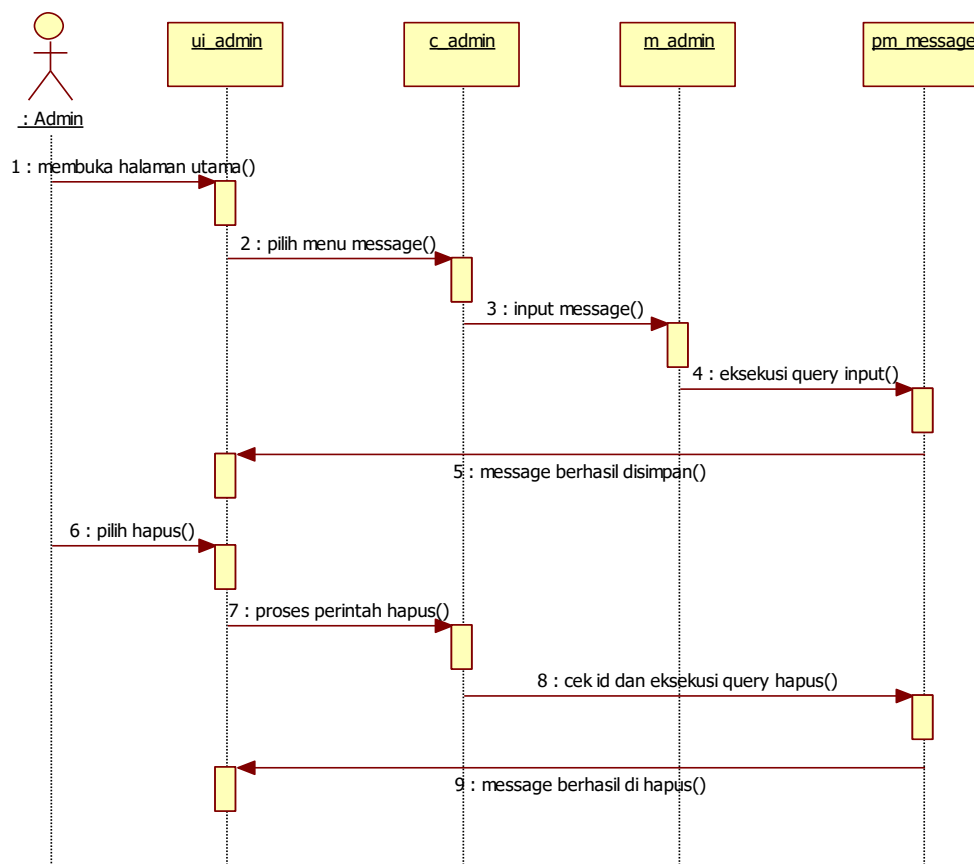 ui_admin
c_admin
m_admin
pm_message
: Admin
1 : membuka halaman utama()
2 : pilih menu message()
3 : input message()
4 : eksekusi query input()
5 : message berhasil disimpan()
6 : pilih hapus()
7 : proses perintah hapus()
8 : cek id dan eksekusi query hapus()
9 : message berhasil di hapus()